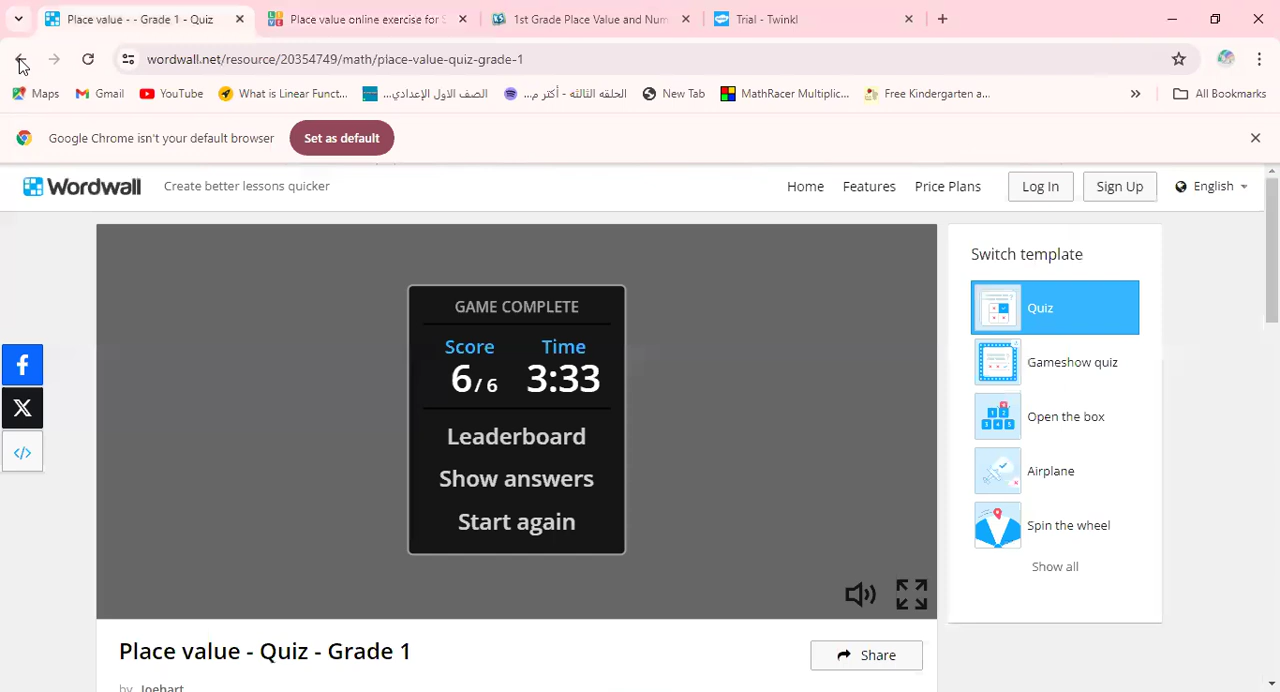 Place value - - Grade 1 - Quiz
Place value online exercise for
1st Grade Place Value and Num
Trial - Twinkl
wordwall.net/resource/20354749/math/place-value-quiz-grade-1
Maps
Gmail
YouTube
What is Linear Funct...
الصف الاول الإعدادي...
الحلقه الثالثه - أكتر م...
New Tab
MathRacer Multiplic...
Free Kindergarten a...
All Bookmarks
Google Chrome isn't your default browser
Set as default
Wordwall
Create better lessons quicker
Home
Features
Price Plans
Log In
Sign Up
English
GAME COMPLETE
Score
Time
6/ 6
3:33
Leaderboard
Show answers
Start again
Switch template
Quiz
Gameshow quiz
Open the box
Airplane
Spin the wheel
Show all
Place value - Quiz - Grade 1
Share
by Joehart